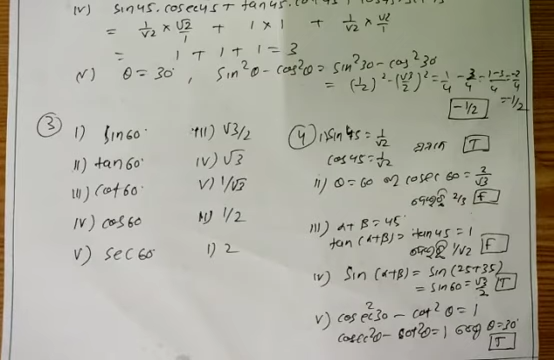 IV) sin45. cosec45 + tan45.
= 1/√2 × √2/1 + 1 × 1 + 1/√2 × √2/1
= 1 + 1 + 1 = 3
V) θ = 30°, sin²θ - cos²θ = sin²30 - cos²30
= (1/2)² - (√3/2)² = 1/4 - 3/4 = 1-3/4 = -2/4
= -1/2
-1/2
3
I) sin60° III) √3/2
II) tan60° IV) √3
III) cot60° V) 1/√3
IV) cos60 II) 1/2
V) sec60° I) 2
4
I) sin45 = 1/√2
cos45 = 1/√2 T
II) θ = 60 cosec60 = 2/√3
2/3 F
III) α + β = 45°
tan(α+β) = tan45 = 1
1/√2 F
IV) sin(α+β) = sin(25+35)
= sin60 = √3/2 T
V) cosec²30 - cot²θ = 1
cosec²θ - cot²θ = 1 θ = 30°
T